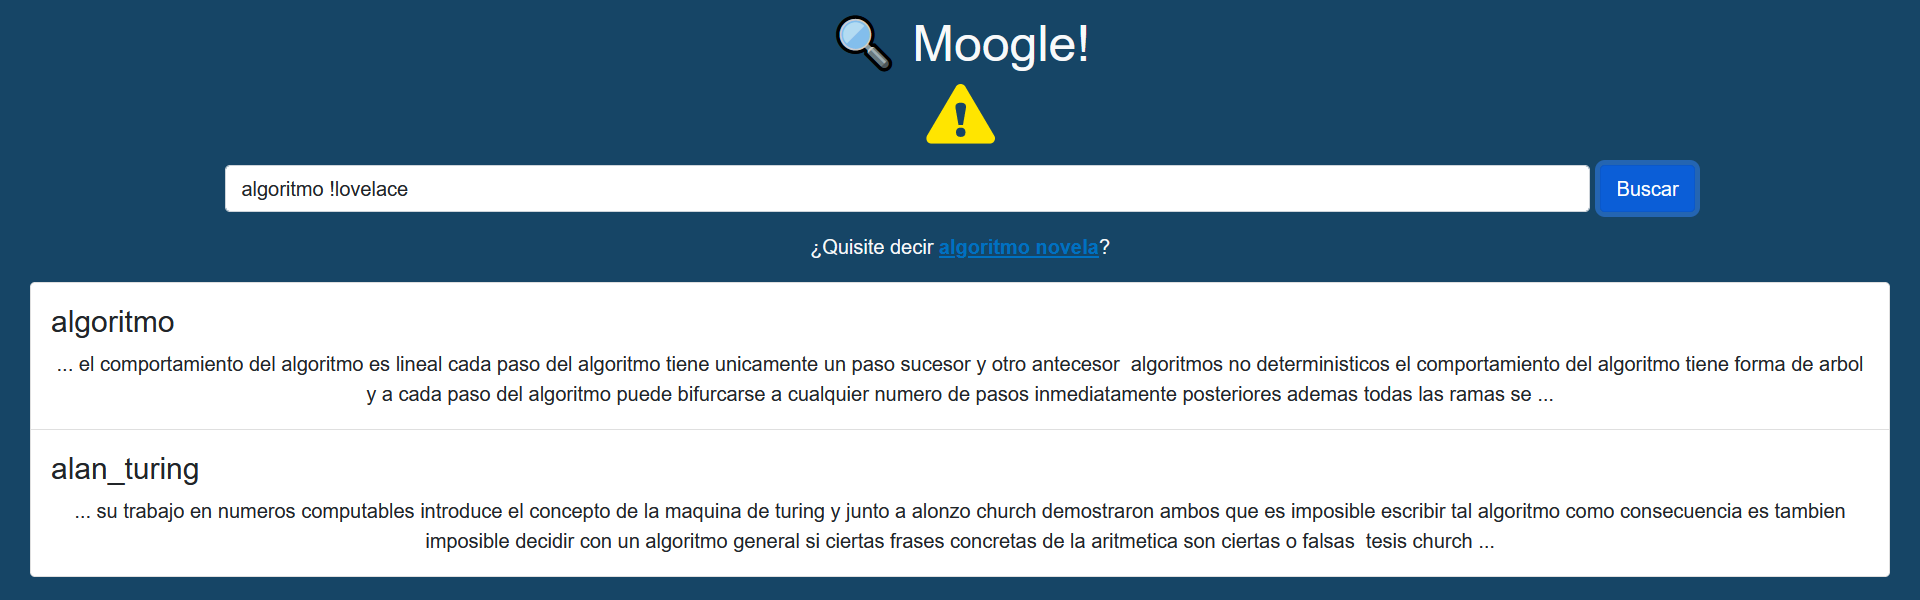 Moogle!
algoritmo !lovelace
Buscar
¿Quisite decir algoritmo novela?
algoritmo
... el comportamiento del algoritmo es lineal cada paso del algoritmo tiene unicamente un paso sucesor y otro antecesor algoritmos no deterministicos el comportamiento del algoritmo tiene forma de arbol
y a cada paso del algoritmo puede bifurcarse a cualquier numero de pasos inmediatamente posteriores ademas todas las ramas se ...
alan_turing
... su trabajo en numeros computables introduce el concepto de la maquina de turing y junto a alonzo church demostraron ambos que es imposible escribir tal algoritmo como consecuencia es tambien
imposible decidir con un algoritmo general si ciertas frases concretas de la aritmetica son ciertas o falsas tesis church ...